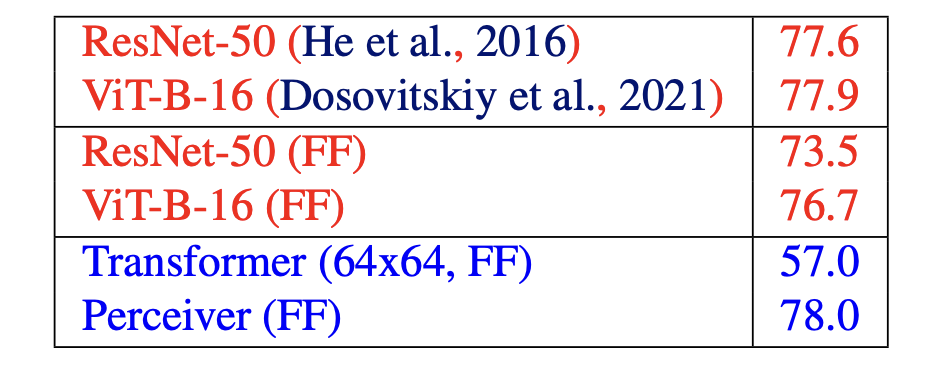 ResNet-50 (He et al., 2016) 77.6
ViT-B-16 (Dosovitskiy et al., 2021) 77.9
ResNet-50 (FF) 73.5
ViT-B-16 (FF) 76.7
Transformer (64x64, FF) 57.0
Perceiver (FF) 78.0